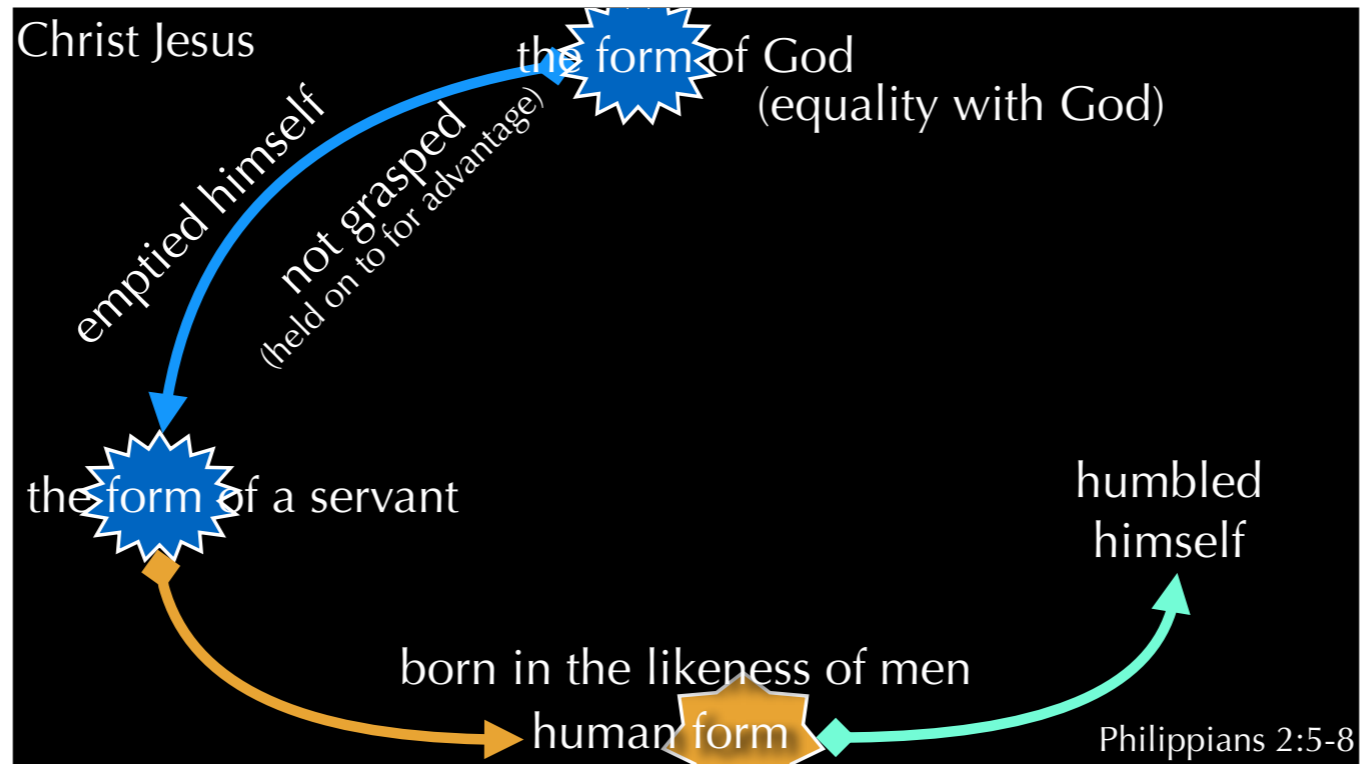 Christ Jesus
the form of God
(equality with God)
emptied himself
not grasped
(held on to for advantage)
the form of a servant
humbled
himself
born in the likeness of men
human form
Philippians 2:5-8